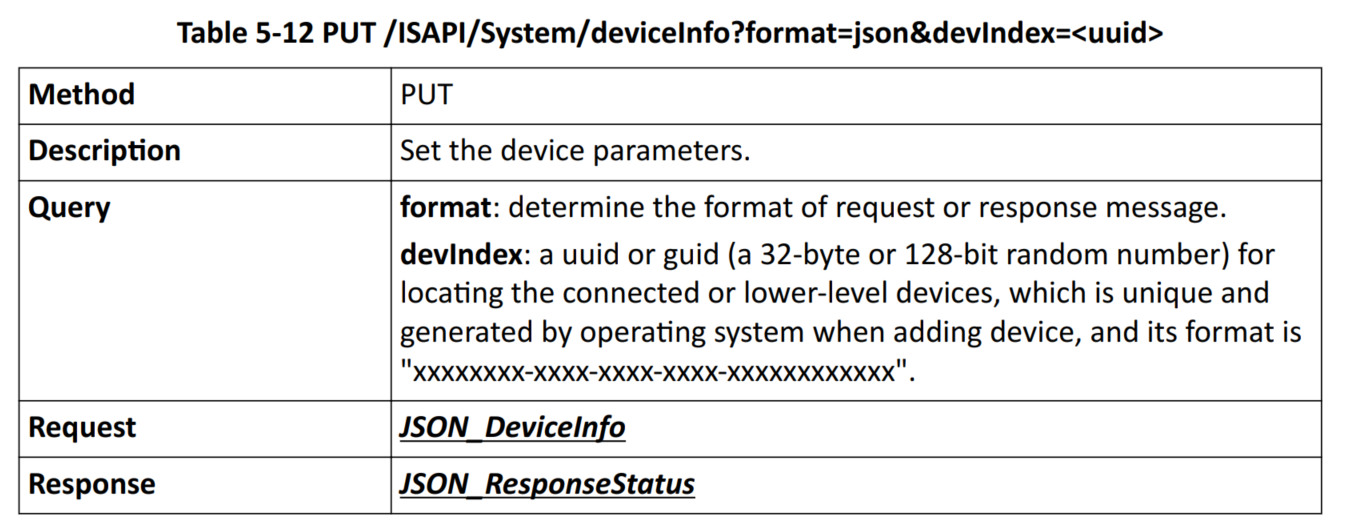 Table 5-12 PUT /ISAPI/System/deviceInfo?format=json&devIndex=<uuid>
Method PUT
Description Set the device parameters.
Query format: determine the format of request or response message.
devIndex: a uuid or guid (a 32-byte or 128-bit random number) for
locating the connected or lower-level devices, which is unique and
generated by operating system when adding device, and its format is
"xxxxxxxx-xxxx-xxxx-xxxx-xxxxxxxxxxxx".
Request JSON_DeviceInfo
Response JSON_ResponseStatus